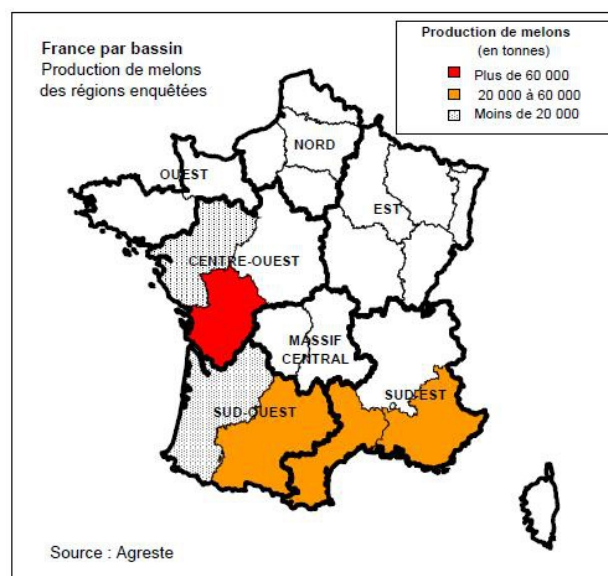 France par bassin
Production de melons
des régions enquêtées
Production de melons
(en tonnes)
Plus de 60 000
20 000 à 60 000
Moins de 20 000
NORD
OUEST
EST
CENTRE-OUEST
MASSIF
CENTRAL
SUD-EST
SUD-OUEST
Source : Agreste